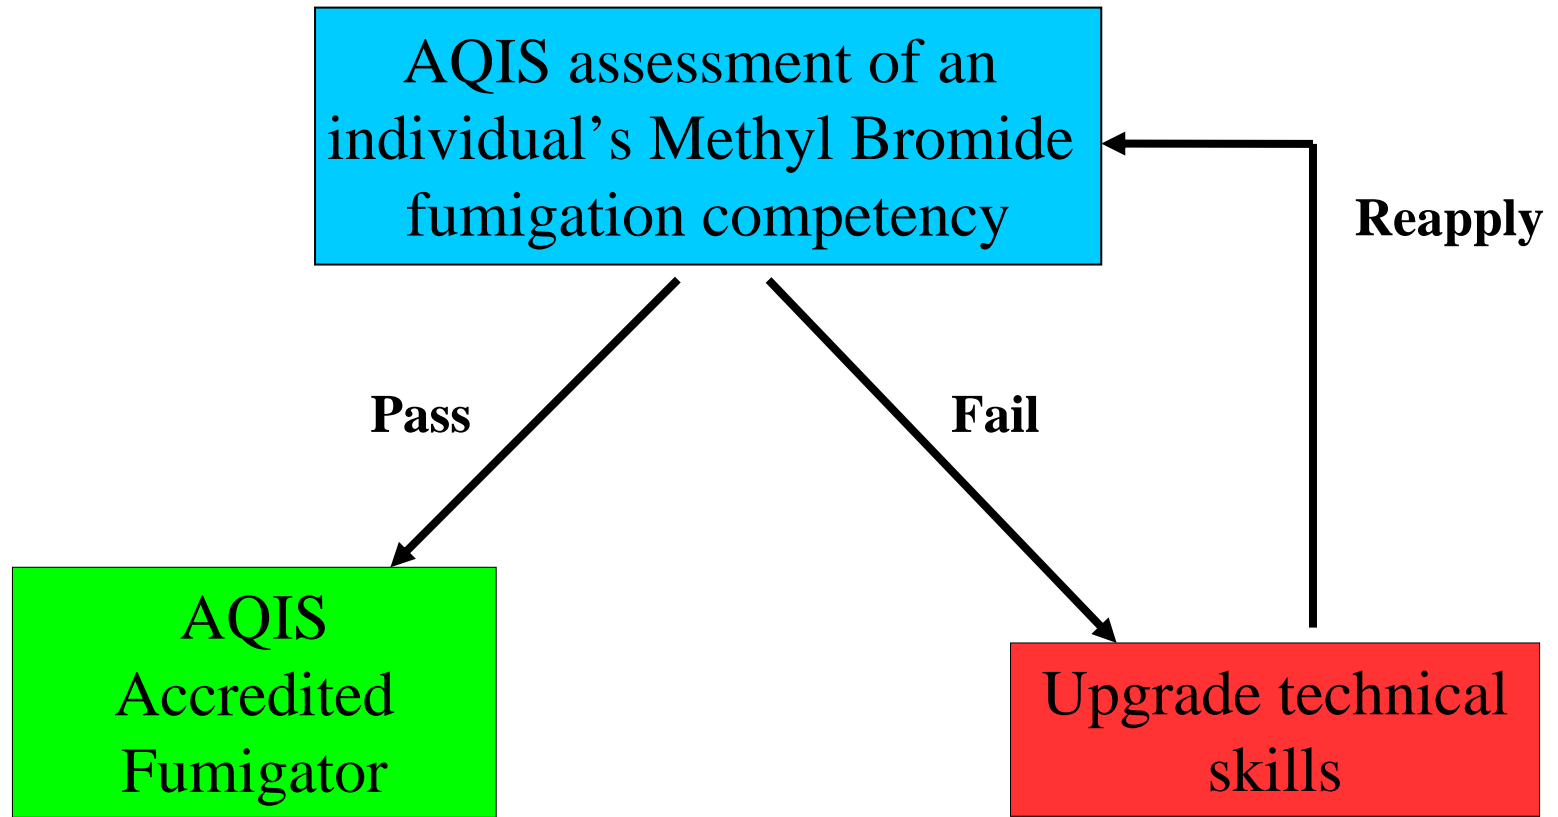 AQIS assessment of an
individual’s Methyl Bromide
fumigation competency
Reapply
Pass
Fail
AQIS
Accredited
Fumigator
Upgrade technical
skills